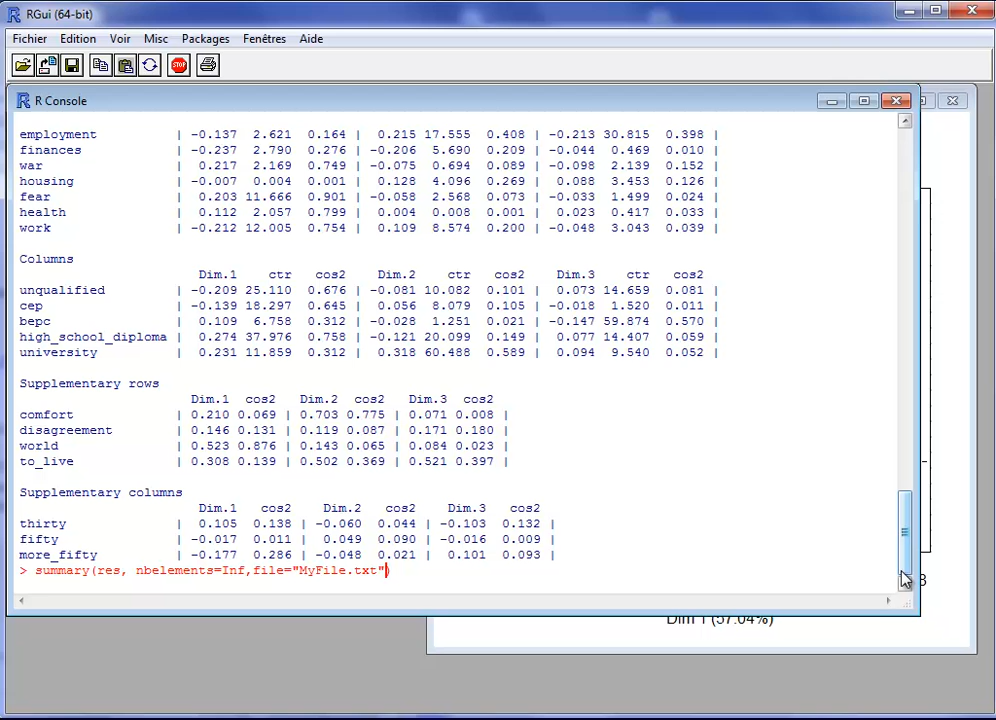 RGui (64-bit)
Fichier Edition Voir Misc Packages Fenêtres Aide
STOP
R Console
employment | -0.137 2.621 0.164 | 0.215 17.555 0.408 | -0.213 30.815 0.398 |
finances | -0.237 2.790 0.276 | -0.206 5.690 0.209 | -0.044 0.469 0.010 |
war | 0.217 2.169 0.749 | -0.075 0.694 0.089 | -0.098 2.139 0.152 |
housing | -0.007 0.004 0.001 | 0.128 4.096 0.269 | 0.088 3.453 0.126 |
fear | 0.203 11.666 0.901 | -0.058 2.568 0.073 | -0.033 1.499 0.024 |
health | 0.112 2.057 0.799 | 0.004 0.008 0.001 | 0.023 0.417 0.033 |
work | -0.212 12.005 0.754 | 0.109 8.574 0.200 | -0.048 3.043 0.039 |
Columns
Dim.1 ctr cos2 Dim.2 ctr cos2 Dim.3 ctr cos2
unqualified | -0.209 25.110 0.676 | -0.081 10.082 0.101 | 0.073 14.659 0.081 |
cep | -0.139 18.297 0.645 | 0.056 8.079 0.105 | -0.018 1.520 0.011 |
bepc | 0.109 6.758 0.312 | -0.028 1.251 0.021 | -0.147 59.874 0.570 |
high_school_diploma | 0.274 37.976 0.758 | -0.121 20.099 0.149 | 0.077 14.407 0.059 |
university | 0.231 11.859 0.312 | 0.318 60.488 0.589 | 0.094 9.540 0.052 |
Supplementary rows
Dim.1 cos2 Dim.2 cos2 Dim.3 cos2
comfort | 0.210 0.069 | 0.703 0.775 | 0.071 0.008 |
disagreement | 0.146 0.131 | 0.119 0.087 | 0.171 0.180 |
world | 0.523 0.876 | 0.143 0.065 | 0.084 0.023 |
to_live | 0.308 0.139 | 0.502 0.369 | 0.521 0.397 |
Supplementary columns
Dim.1 cos2 Dim.2 cos2 Dim.3 cos2
thirty | 0.105 0.138 | -0.060 0.044 | -0.103 0.132 |
fifty | -0.017 0.011 | 0.049 0.090 | -0.016 0.009 |
more_fifty | -0.177 0.286 | -0.048 0.021 | 0.101 0.093 |
> summary(res, nbelements=Inf,file="MyFile.txt")
Dim 1 (57.04%)